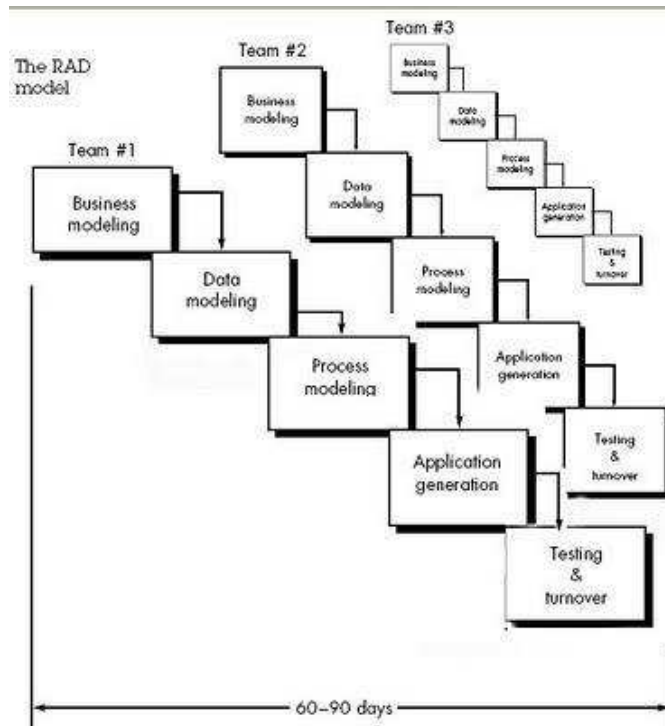 The RAD
model
Team #1
Business
modeling
Data
modeling
Process
modeling
Application
generation
Testing
&
turnover
Team #2
Business
modeling
Data
modeling
Process
modeling
Application
generation
Testing
&
turnover
Team #3
Business
modeling
Data
modeling
Process
modeling
Application
generation
Testing
&
turnover
60–90 days